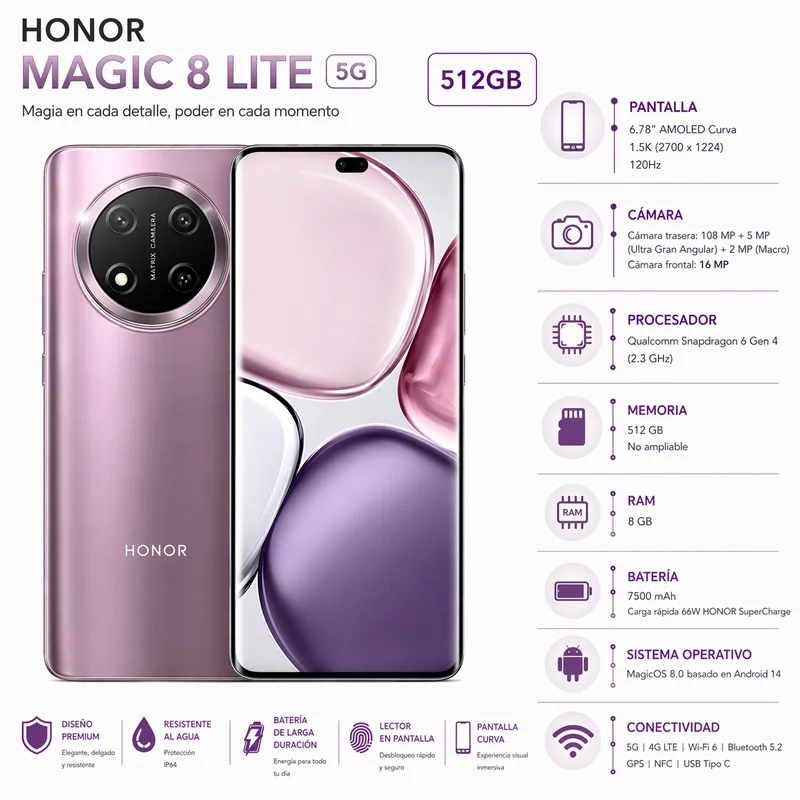 HONOR
MAGIC 8 LITE 5G
Magia en cada detalle, poder en cada momento
512GB
MATRIX CAMERA
HONOR
PANTALLA
6.78” AMOLED Curva
1.5K (2700 x 1224)
120Hz
CÁMARA
Cámara trasera: 108 MP + 5 MP
(Ultra Gran Angular) + 2 MP (Macro)
Cámara frontal: 16 MP
PROCESADOR
Qualcomm Snapdragon 6 Gen 4
(2.3 GHz)
MEMORIA
512 GB
No ampliable
RAM
RAM
8 GB
BATERÍA
7500 mAh
Carga rápida 66W HONOR SuperCharge
SISTEMA OPERATIVO
MagicOS 8.0 basado en Android 14
CONECTIVIDAD
5G | 4G LTE | Wi-Fi 6 | Bluetooth 5.2
GPS | NFC | USB Tipo C
DISEÑO
PREMIUM
Elegante, delgado
y resistente
RESISTENTE
AL AGUA
Protección
IP64
BATERÍA
DE LARGA
DURACIÓN
Energía para todo
tu día
LECTOR
EN PANTALLA
Desbloqueo rápido
y seguro
PANTALLA
CURVA
Experiencia visual
inmersiva